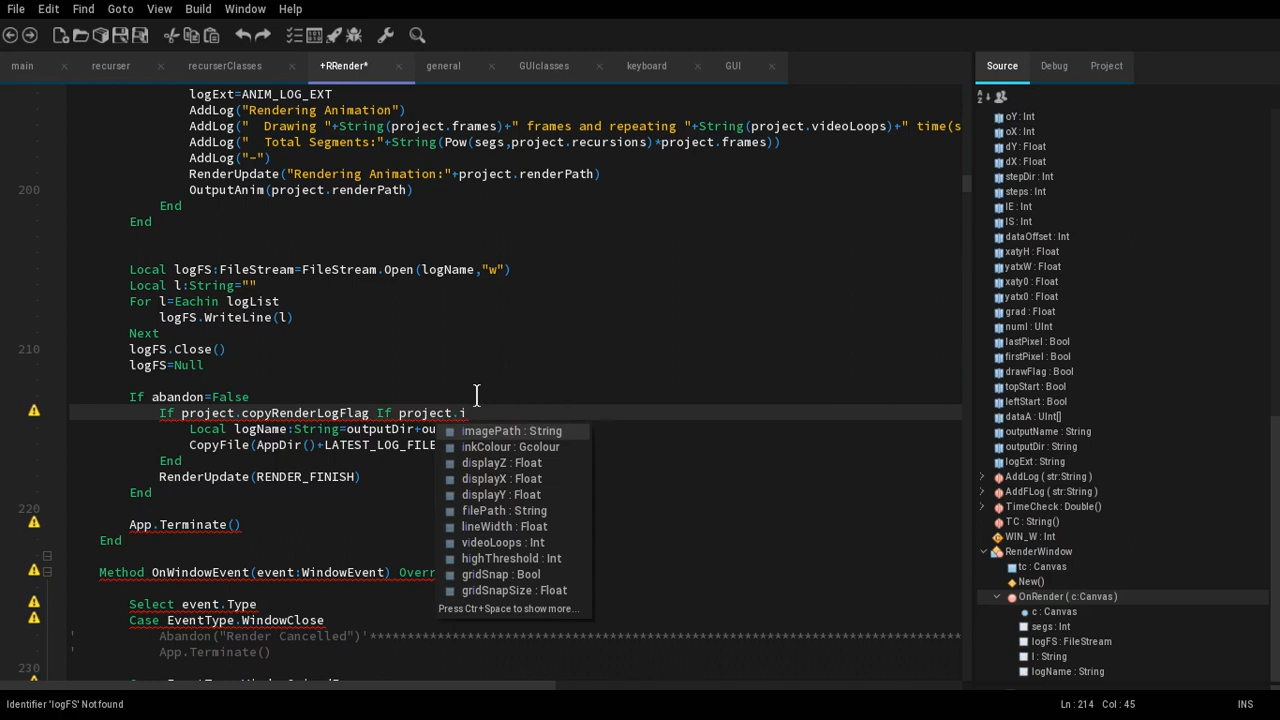 File Edit Find Goto View Build Window Help
main recurser recurserClasses +RRender* general GUIclasses keyboard GUI
Source Debug Project
logExt=ANIM_LOG_EXT
AddLog("Rendering Animation")
AddLog("  Drawing "+String(project.frames)+" frames and repeating "+String(project.videoLoops)+" time(s
AddLog("  Total Segments:"+String(Pow(segs,project.recursions)*project.frames))
AddLog("-")
RenderUpdate("Rendering Animation:"+project.renderPath)
200 OutputAnim(project.renderPath)
End
End
Local logFS:FileStream=FileStream.Open(logName,"w")
Local l:String=""
For l=Eachin logList
logFS.WriteLine(l)
Next
210 logFS.Close()
logFS=Null
If abandon=False
If project.copyRenderLogFlag If project.i
Local logName:String=outputDir+ou
CopyFile(AppDir()+LATEST_LOG_FILE
End
RenderUpdate(RENDER_FINISH)
End
220
App.Terminate()
End
Method OnWindowEvent(event:WindowEvent) Overr
Select event.Type
Case EventType.WindowClose
' Abandon("Render Cancelled")'*******************************************************************************
' App.Terminate()
230
imagePath : String
inkColour : Gcolour
displayZ : Float
displayX : Float
displayY : Float
filePath : String
lineWidth : Float
videoLoops : Int
highThreshold : Int
gridSnap : Bool
gridSnapSize : Float
Press Ctr+Space to show more...
oY : Int
oX : Int
dY : Float
dX : Float
stepDir : Int
steps : Int
IE : Int
IS : Int
dataOffset : Int
xatyH : Float
yatxW : Float
xaty0 : Float
yatx0 : Float
grad : Float
numI : UInt
lastPixel : Bool
firstPixel : Bool
drawFlag : Bool
topStart : Bool
leftStart : Bool
dataA : UInt[]
outputName : String
outputDir : String
logExt : String
AddLog ( str:String )
AddFLog ( str:String )
TimeCheck : Double()
TC : String()
WIN_W : Int
RenderWindow
tc : Canvas
New()
OnRender ( c:Canvas )
c : Canvas
segs : Int
logFS : FileStream
l : String
logName : String
Identifier 'logFS' Not found
Ln : 214 Col : 45
INS